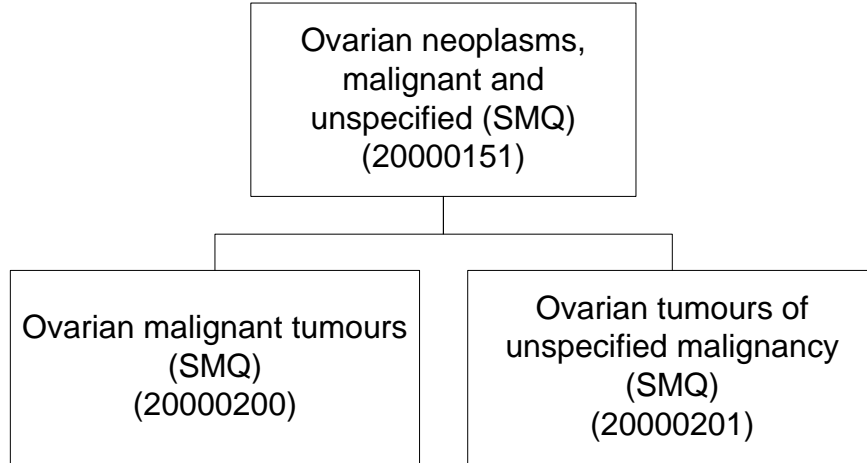 Ovarian neoplasms,
malignant and
unspecified (SMQ)
(20000151)
Ovarian malignant tumours
(SMQ)
(20000200)
Ovarian tumours of
unspecified malignancy
(SMQ)
(20000201)